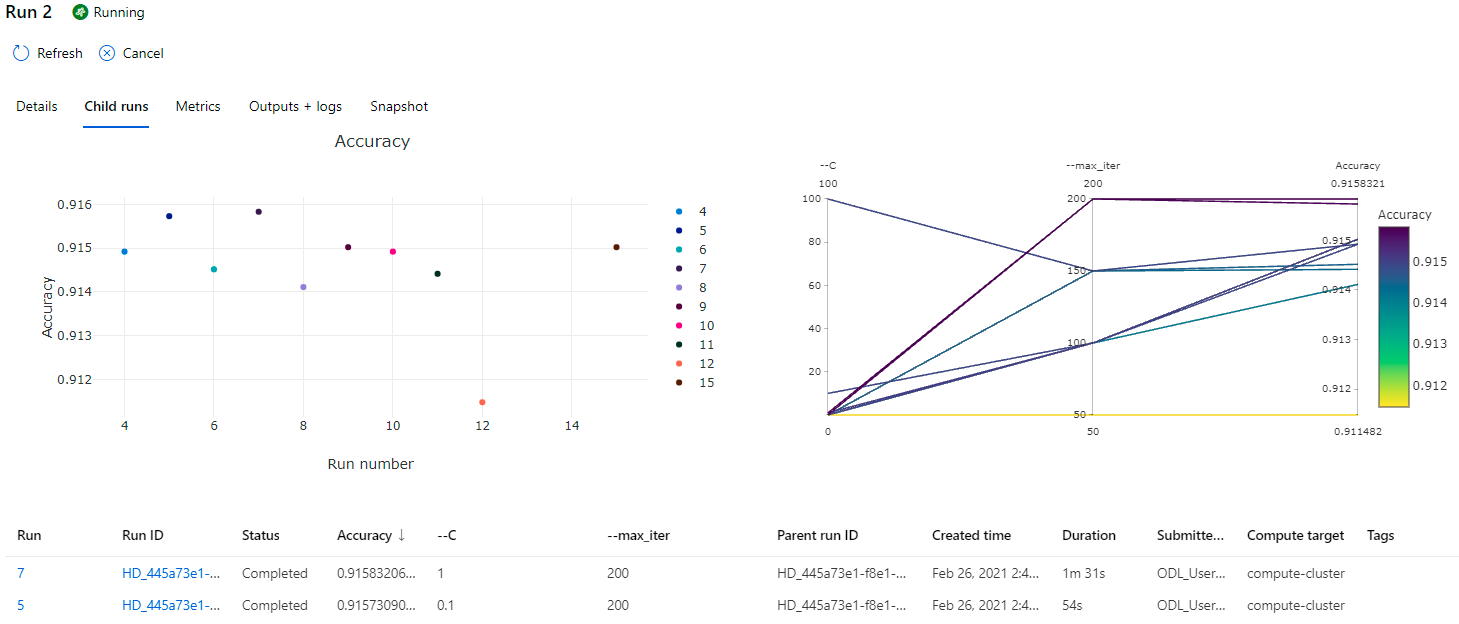 Run 2 Running
Refresh Cancel
Details Child runs Metrics Outputs + logs Snapshot
Accuracy
0.916
0.915
0.914
0.913
0.912
Accuracy
4 6 8 10 12 14
Run number
4
5
6
7
8
9
10
11
12
15
--C --max_iter Accuracy
100 200 0.9158321
100
80
60
40
20
200
150
100
50
0.915
0.914
0.913
0.912
0 50 0.911482
Accuracy
0.915
0.914
0.913
0.912
Run Run ID Status Accuracy ↓ --C --max_iter Parent run ID Created time Duration Submitte... Compute target Tags
7 HD_445a73e1-... Completed 0.91583206... 1 200 HD_445a73e1-f8e1-... Feb 26, 2021 2:4... 1m 31s ODL_User... compute-cluster
5 HD_445a73e1-... Completed 0.91573090... 0.1 200 HD_445a73e1-f8e1-... Feb 26, 2021 2:4... 54s ODL_User... compute-cluster